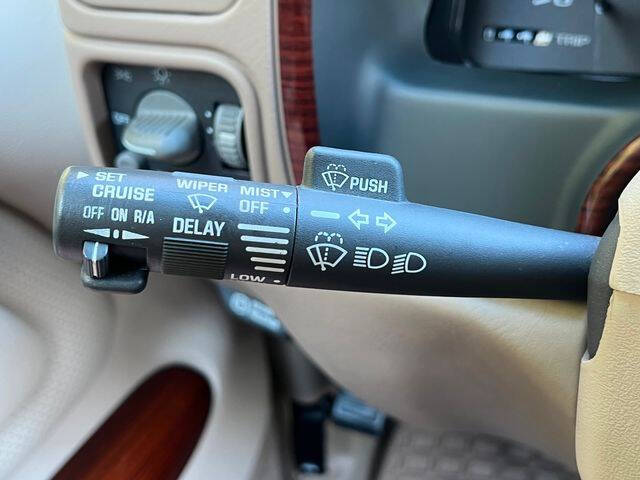 TRIP
SET
CRUISE
OFF ON R/A
WIPER
DELAY
MIST
OFF
LOW
PUSH